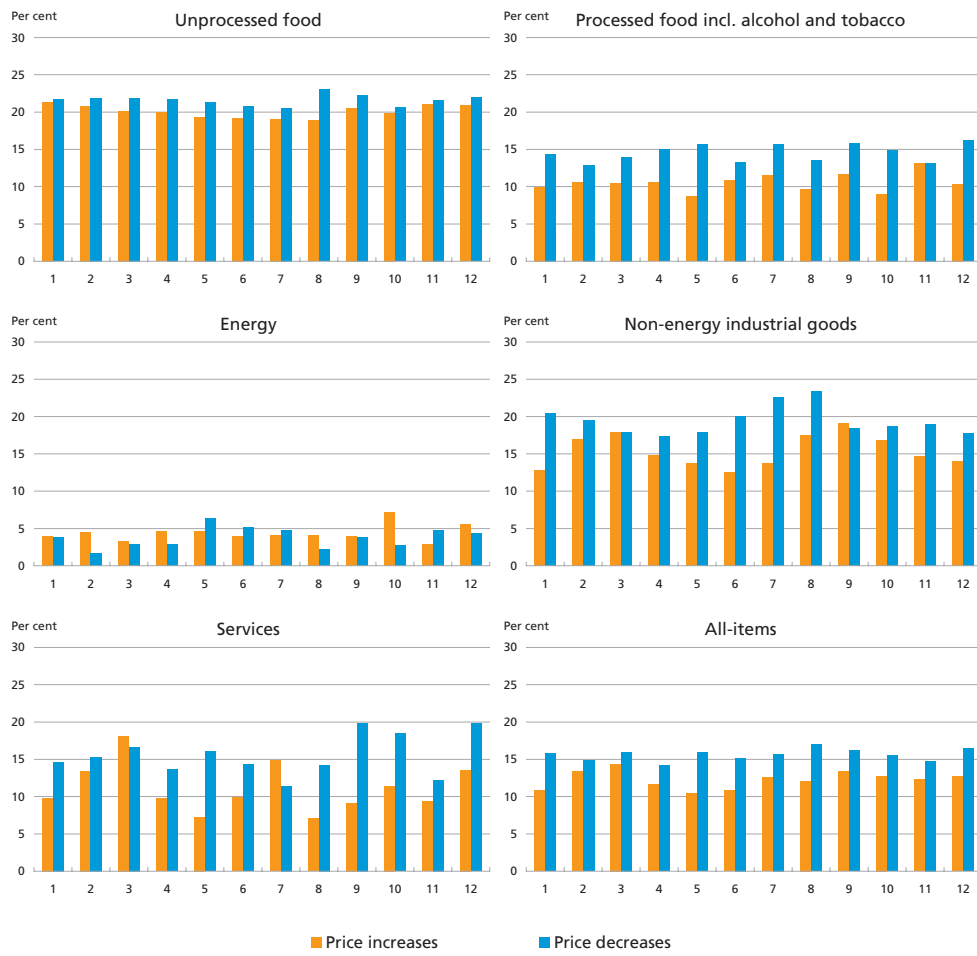 Per cent
Unprocessed food
30
25
20
15
10
5
0
1 2 3 4 5 6 7 8 9 10 11 12
Per cent
Processed food incl. alcohol and tobacco
30
25
20
15
10
5
0
1 2 3 4 5 6 7 8 9 10 11 12
Per cent
Energy
30
25
20
15
10
5
0
1 2 3 4 5 6 7 8 9 10 11 12
Per cent
Non-energy industrial goods
30
25
20
15
10
5
0
1 2 3 4 5 6 7 8 9 10 11 12
Per cent
Services
30
25
20
15
10
5
0
1 2 3 4 5 6 7 8 9 10 11 12
Per cent
All-items
30
25
20
15
10
5
0
1 2 3 4 5 6 7 8 9 10 11 12
Price increases Price decreases